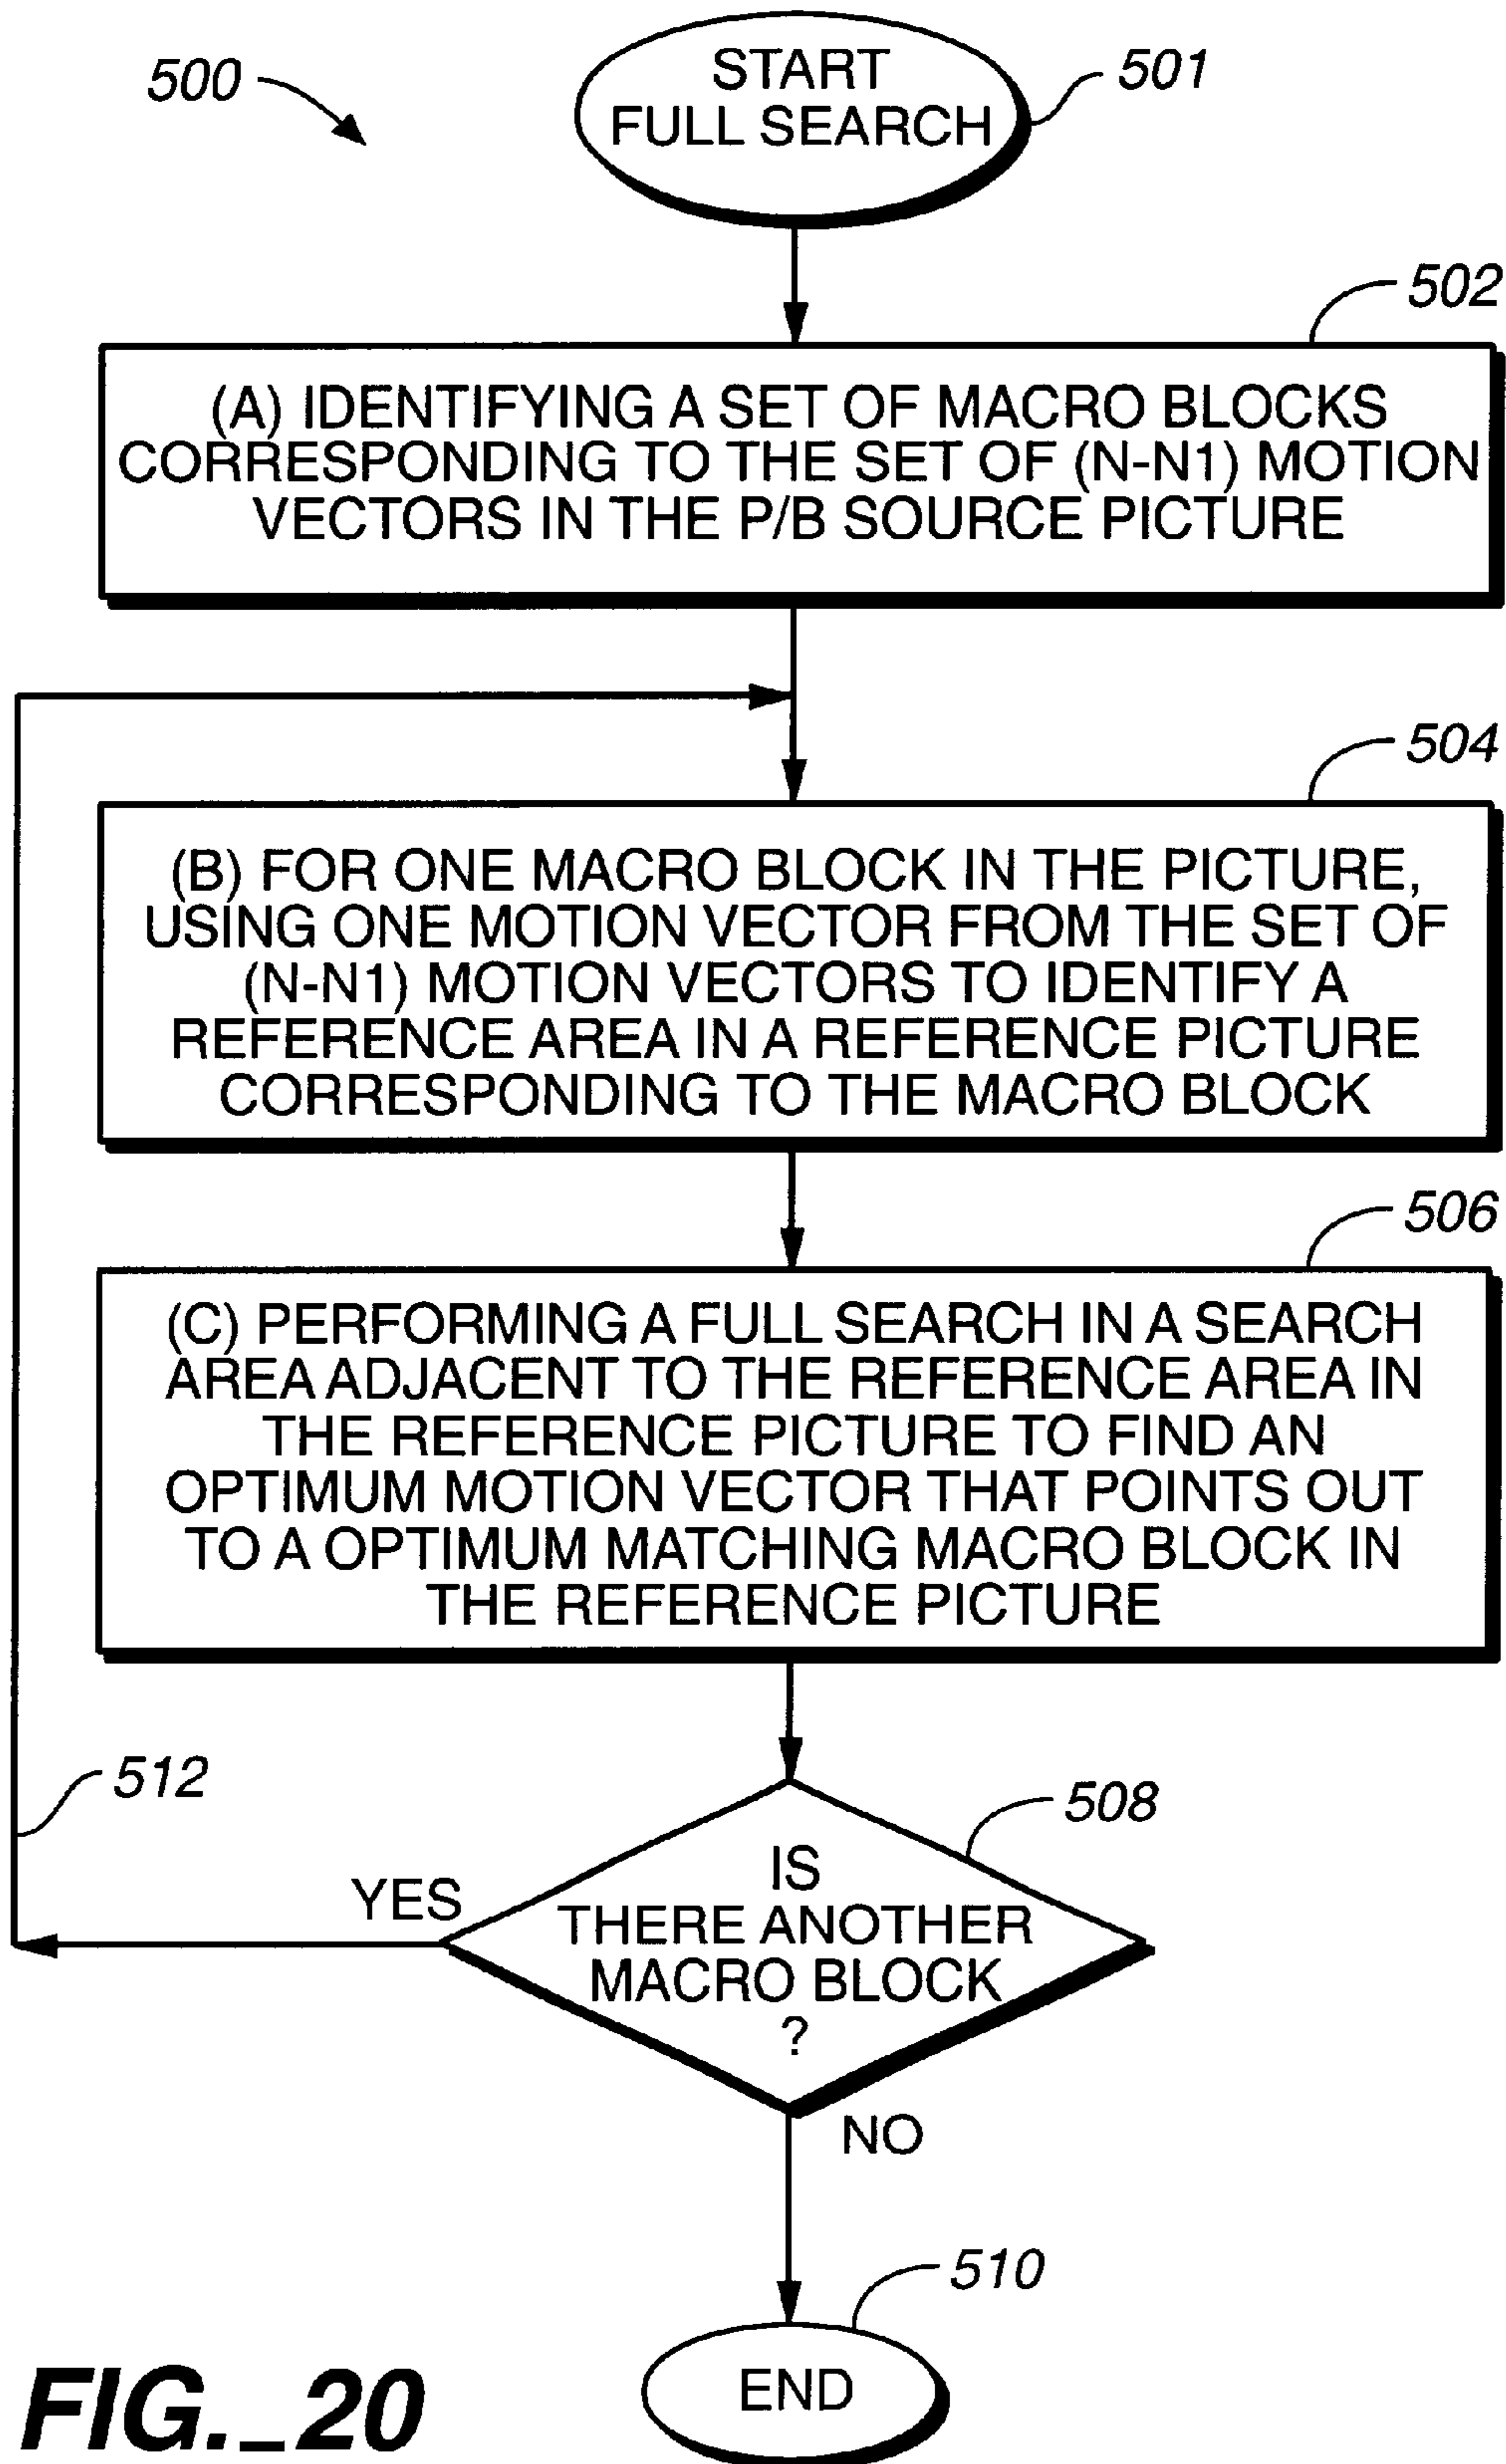 500
START
FULL SEARCH
501
502
(A) IDENTIFYING A SET OF MACRO BLOCKS
CORRESPONDING TO THE SET OF (N-N1) MOTION
VECTORS IN THE P/B SOURCE PICTURE
504
(B) FOR ONE MACRO BLOCK IN THE PICTURE,
USING ONE MOTION VECTOR FROM THE SET OF
(N-N1) MOTION VECTORS TO IDENTIFY A
REFERENCE AREA IN A REFERENCE PICTURE
CORRESPONDING TO THE MACRO BLOCK
506
(C) PERFORMING A FULL SEARCH IN A SEARCH
AREA ADJACENT TO THE REFERENCE AREA IN
THE REFERENCE PICTURE TO FIND AN
OPTIMUM MOTION VECTOR THAT POINTS OUT
TO A OPTIMUM MATCHING MACRO BLOCK IN
THE REFERENCE PICTURE
512
508
YES
IS
THERE ANOTHER
MACRO BLOCK
?
NO
510
END
FIG._20